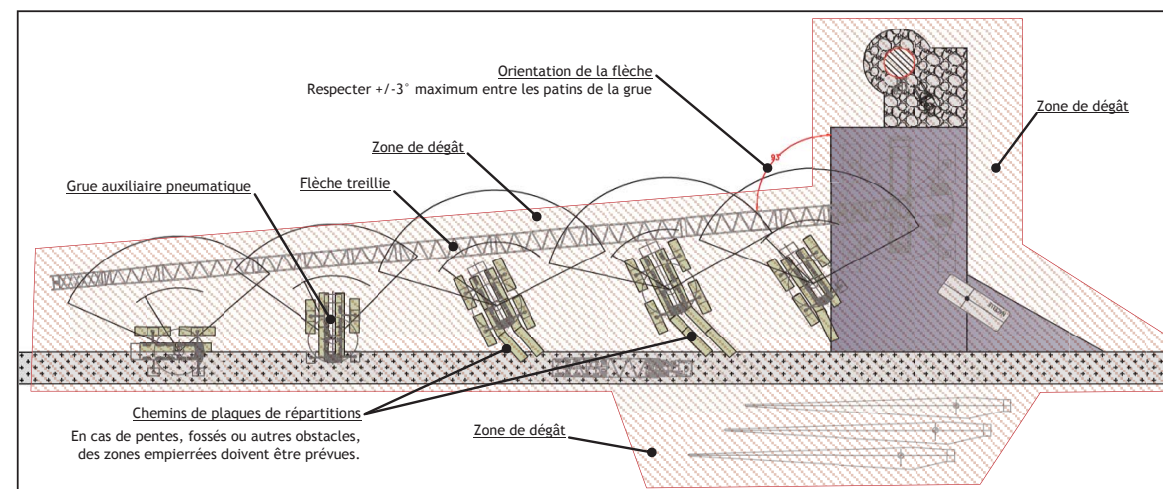 Orientation de la flèche
Respecter +/-3° maximum entre les patins de la grue
Zone de dégât
Zone de dégât
Grue auxiliaire pneumatique
Flèche treillie
93
Chemins de plaques de répartitions
En cas de pentes, fossés ou autres obstacles,
des zones empierrées doivent être prévues.
Zone de dégât